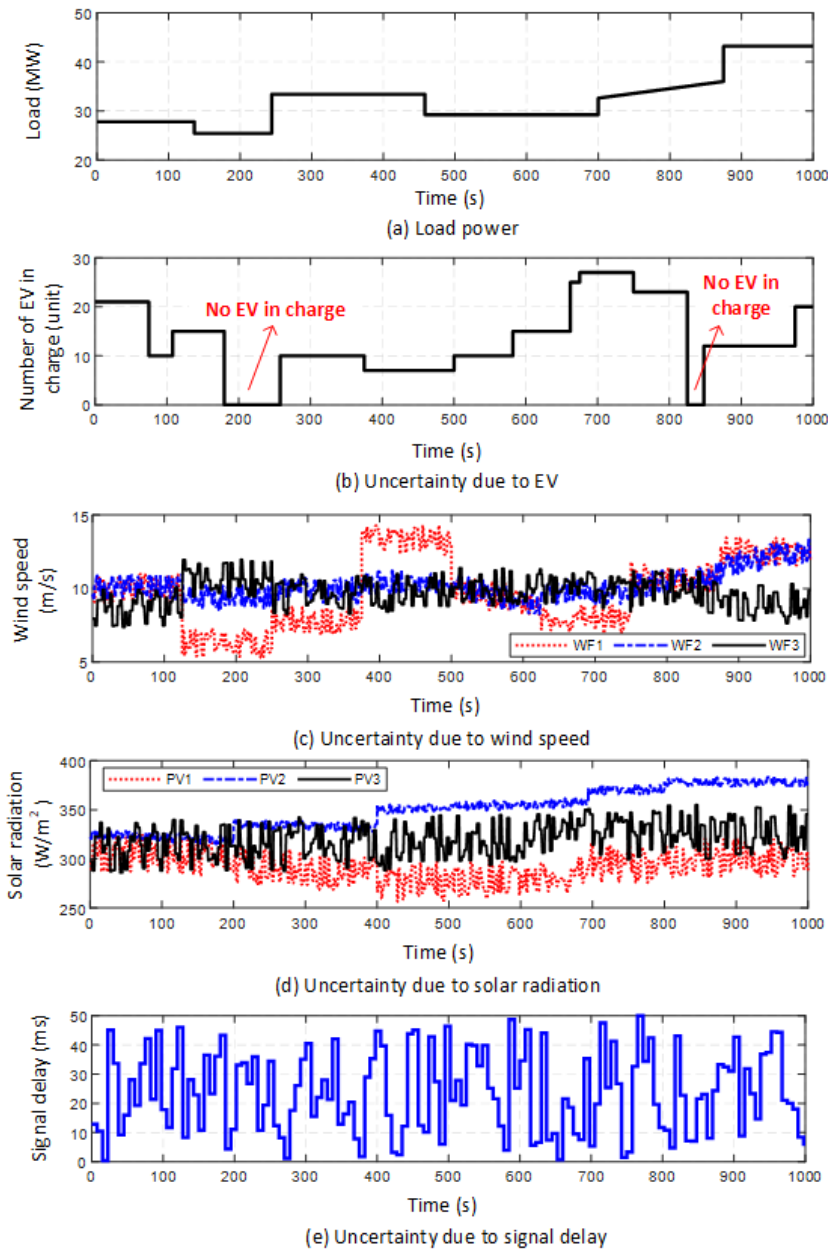 50
40
30
20
Load (MW)
0 100 200 300 400 500 600 700 800 900 1000
Time (s)
(a) Load power
30
20
10
0
Number of EV in
charge (unit)
No EV in charge
No EV in
charge
0 100 200 300 400 500 600 700 800 900 1000
Time (s)
(b) Uncertainty due to EV
15
10
5
Wind speed
(m/s)
WF1 WF2 WF3
0 100 200 300 400 500 600 700 800 900 1000
Time (s)
(c) Uncertainty due to wind speed
400
350
300
250
Solar radiation
(W/m²)
PV1 PV2 PV3
0 100 200 300 400 500 600 700 800 900 1000
Time (s)
(d) Uncertainty due to solar radiation
50
40
30
20
10
0
Signal delay (ms)
0 100 200 300 400 500 600 700 800 900 1000
Time (s)
(e) Uncertainty due to signal delay